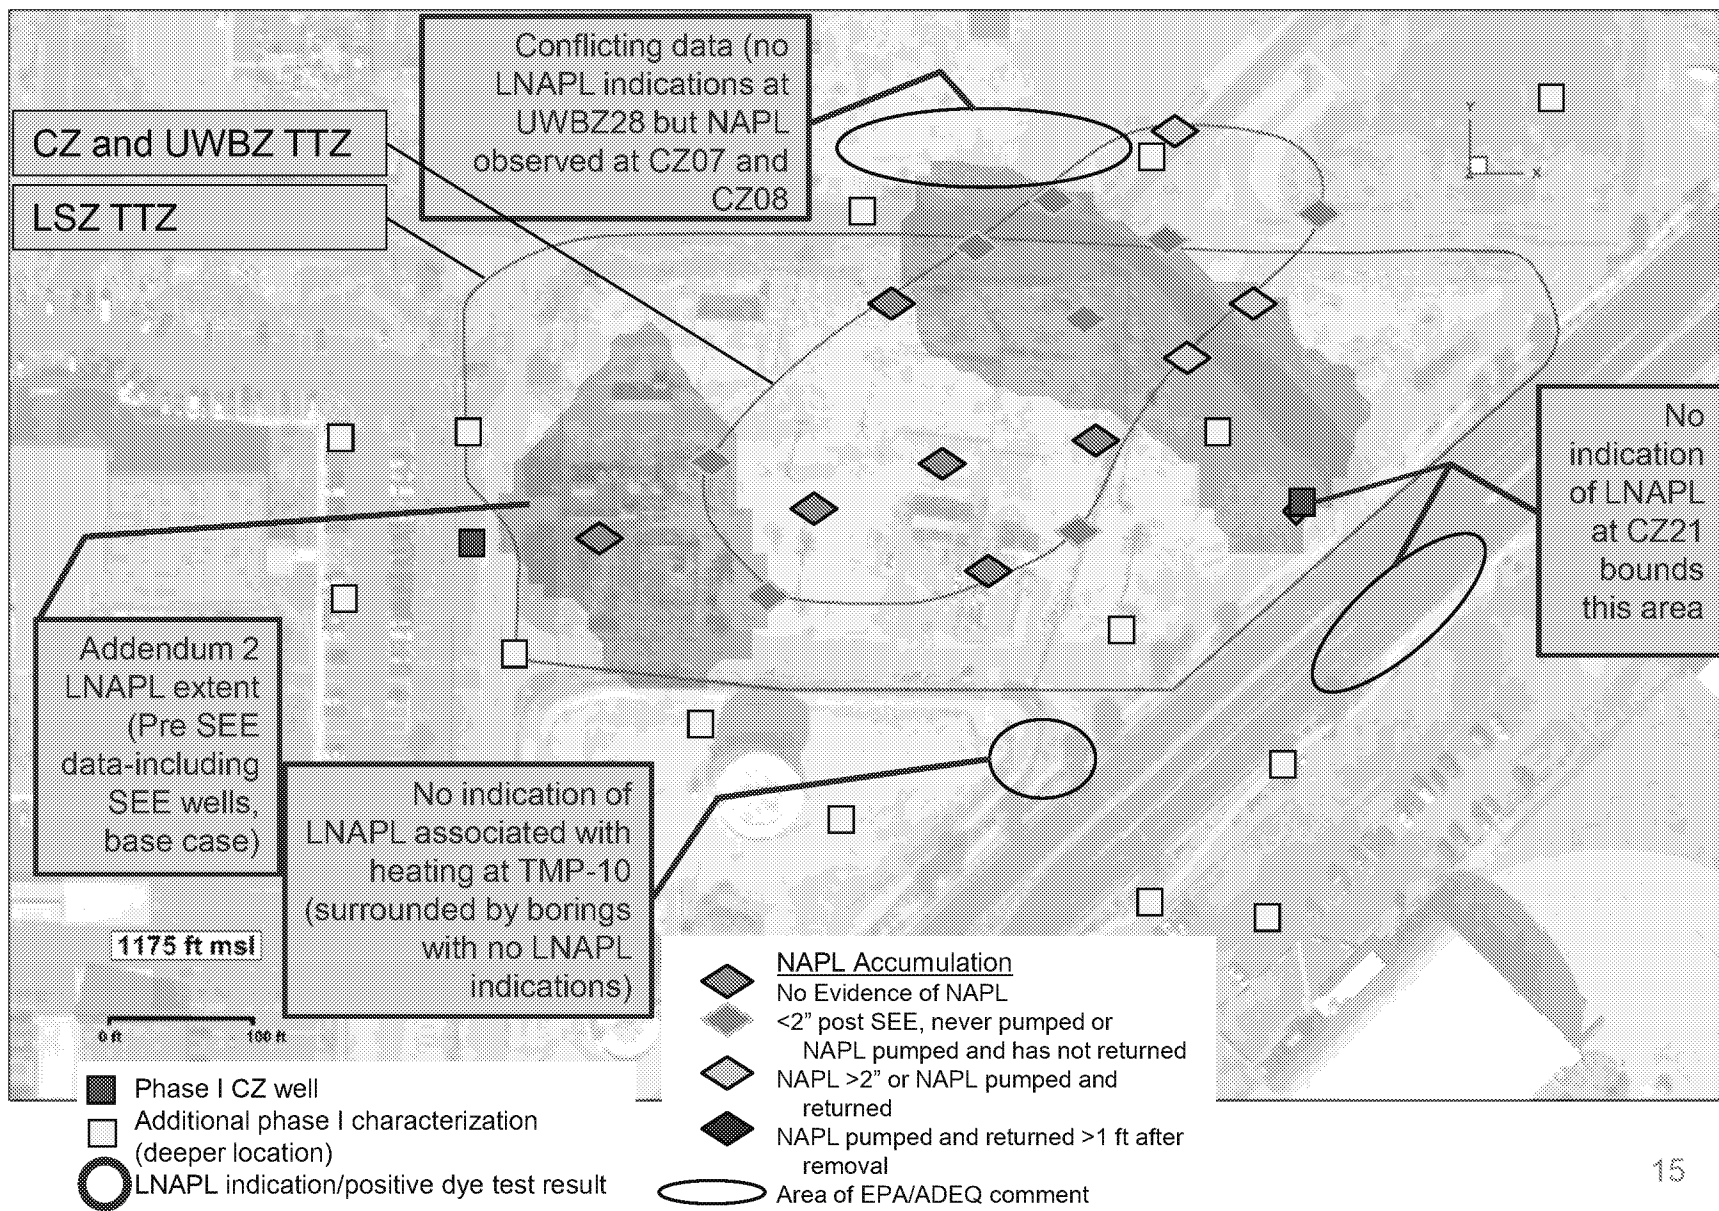 Conflicting data (no
LNAPL indications at
UWBZ28 but NAPL
observed at CZ07 and
CZ08
CZ and UWBZ TTZ
LSZ TTZ
Y
X
No
indication
of LNAPL
at CZ21
bounds
this area
Addendum 2
LNAPL extent
(Pre SEE
data-including
SEE wells,
base case)
No indication of
LNAPL associated with
heating at TMP-10
(surrounded by borings
with no LNAPL
indications)
1175 ft msl
0 ft 100 ft
Phase I CZ well
Additional phase I characterization
(deeper location)
LNAPL indication/positive dye test result
NAPL Accumulation
No Evidence of NAPL
<2” post SEE, never pumped or
NAPL pumped and has not returned
NAPL >2” or NAPL pumped and
returned
NAPL pumped and returned >1 ft after
removal
Area of EPA/ADEQ comment
15